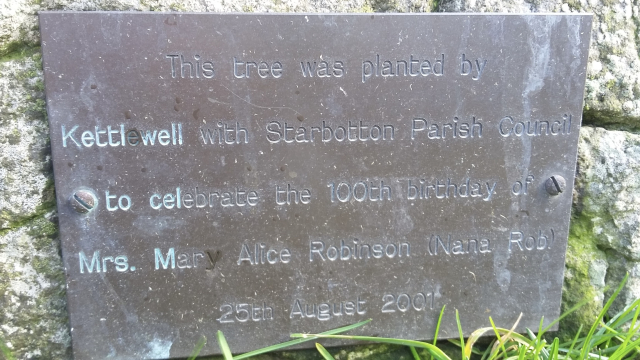 This tree was planted by
Kettlewell with Starbotton Parish Council
to celebrate the 100th birthday of
Mrs. Mary Alice Robinson (Nana Rob.)
25th August 2001